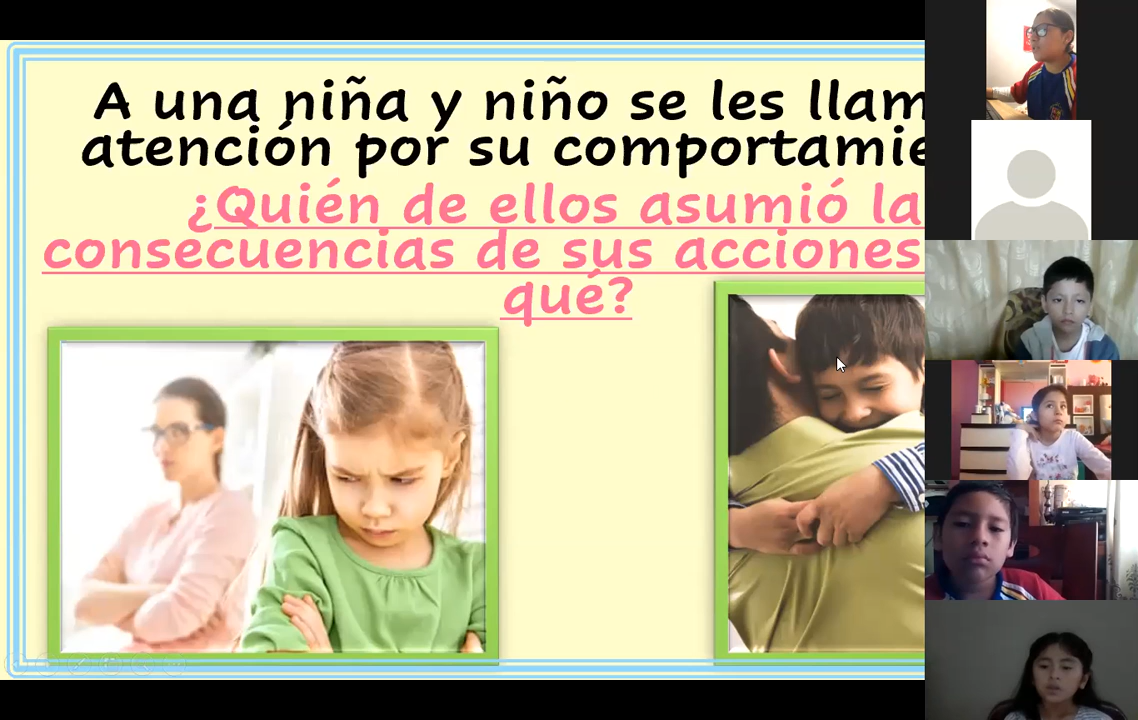 A una niña y niño se les llam
atención por su comportamie
¿Quién de ellos asumió la
consecuencias de sus acciones
qué?